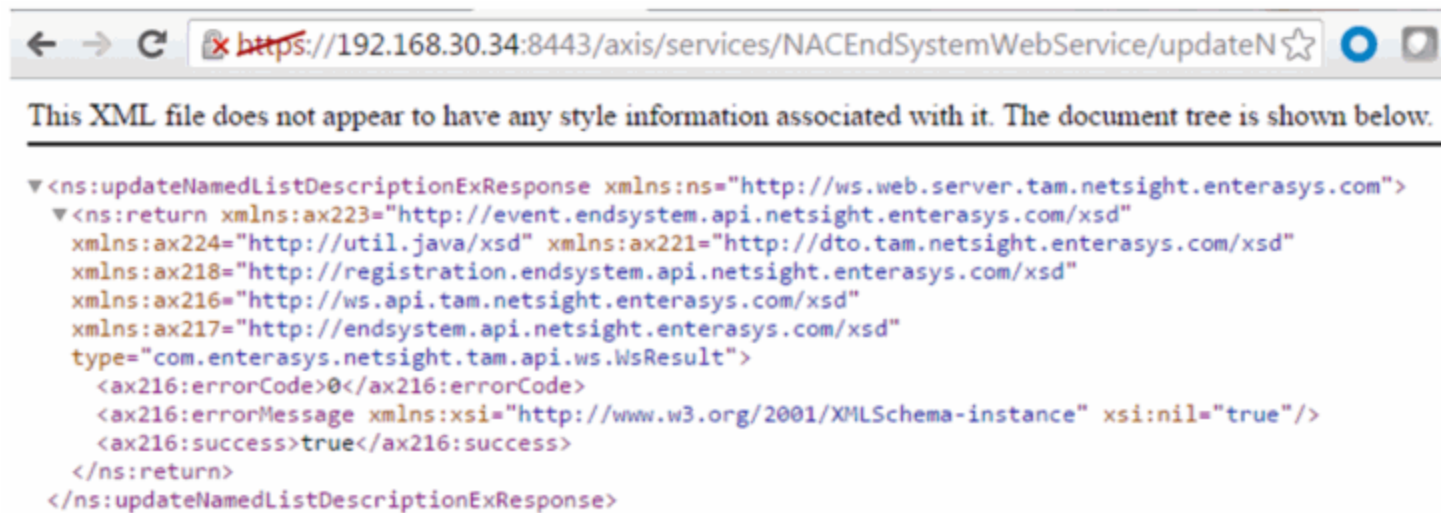 https://192.168.30.34:8443/axis/services/NACEndSystemWebService/updateN
This XML file does not appear to have any style information associated with it. The document tree is shown below.
▼<ns:updateNamedListDescriptionExResponse xmlns:ns="http://ws.web.server.tam.netsight.enterasys.com">
▼<ns:return xmlns:ax223="http://event.endsystem.api.netsight.enterasys.com/xsd"
xmlns:ax224="http://util.java/xsd" xmlns:ax221="http://dto.tam.netsight.enterasys.com/xsd"
xmlns:ax218="http://registration.endsystem.api.netsight.enterasys.com/xsd"
xmlns:ax216="http://ws.api.tam.netsight.enterasys.com/xsd"
xmlns:ax217="http://endsystem.api.netsight.enterasys.com/xsd"
type="com.enterasys.netsight.tam.api.ws.WsResult">
<ax216:errorCode>0</ax216:errorCode>
<ax216:errorMessage xmlns:xsi="http://www.w3.org/2001/XMLSchema-instance" xsi:nil="true"/>
<ax216:success>true</ax216:success>
</ns:return>
</ns:updateNamedListDescriptionExResponse>